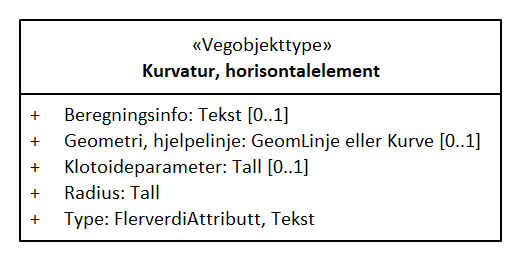 «Vegobjekttype»
Kurvatur, horisontalelement
+ Beregningsinfo: Tekst [0..1]
+ Geometri, hjelpelinje: GeomLinje eller Kurve [0..1]
+ Klotoideparameter: Tall [0..1]
+ Radius: Tall
+ Type: FlerverdiAttributt, Tekst